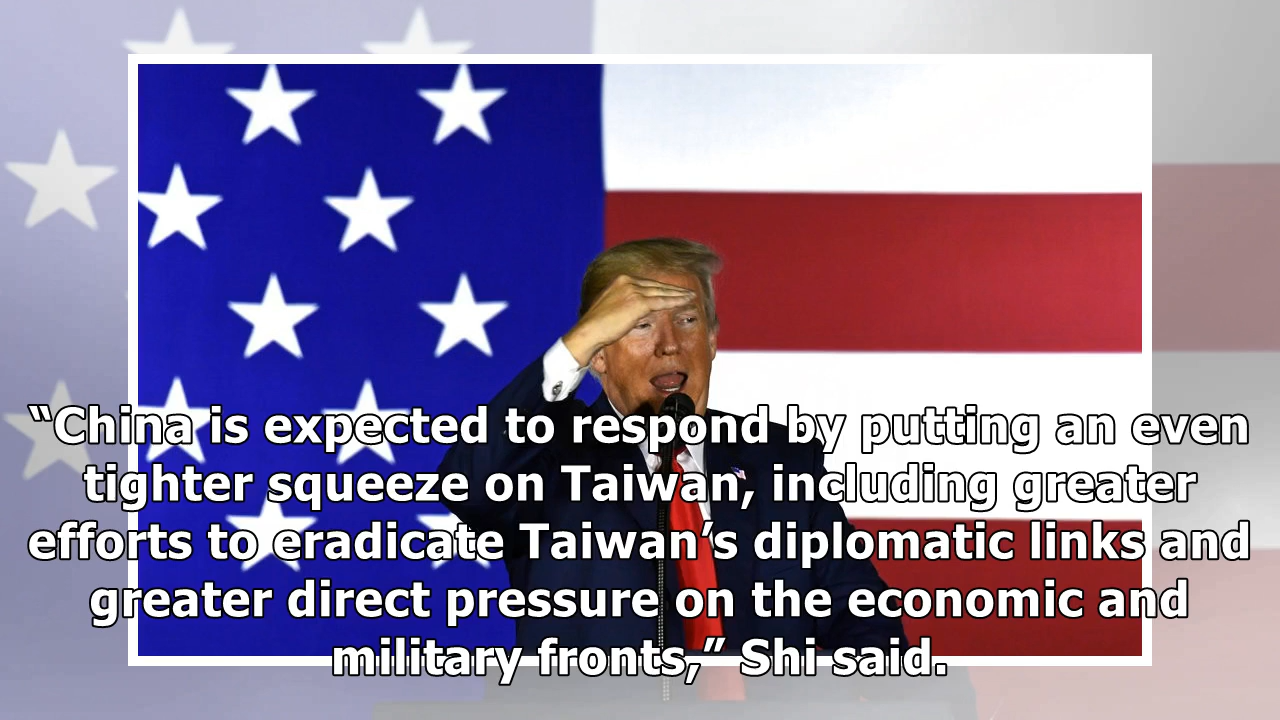 “China is expected to respond by putting an even
tighter squeeze on Taiwan, including greater
efforts to eradicate Taiwan’s diplomatic links and
greater direct pressure on the economic and
military fronts,” Shi said.